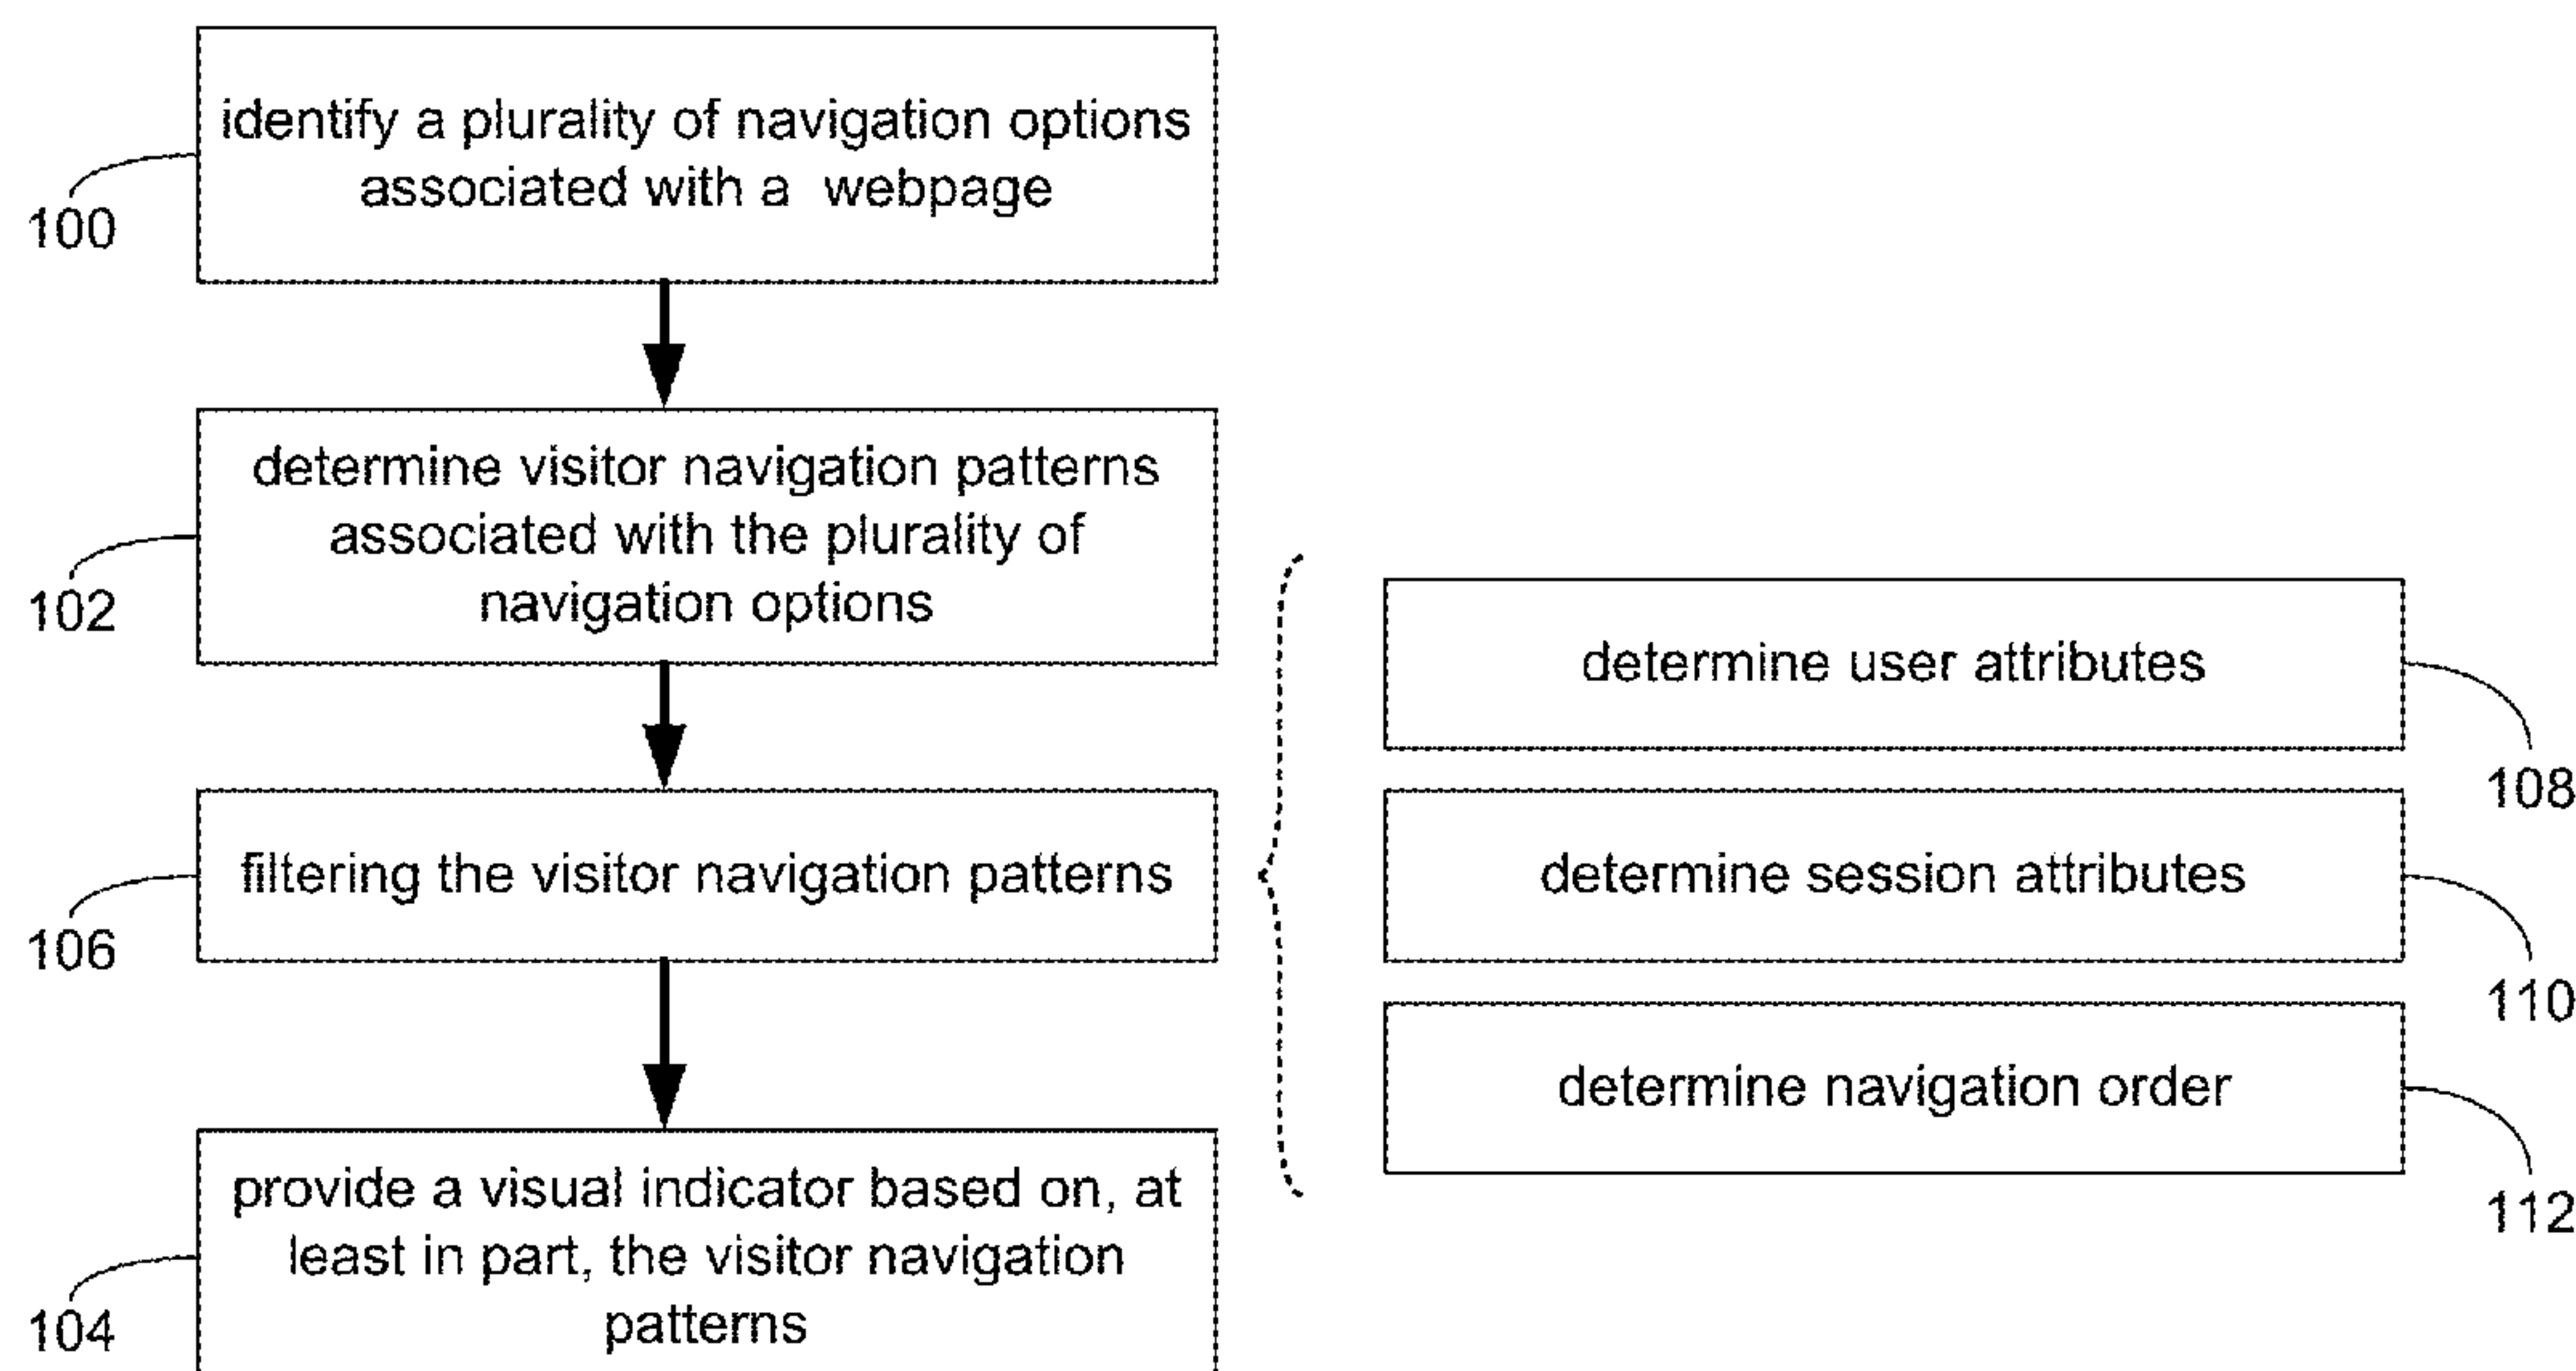 identify a plurality of navigation options
associated with a webpage
100
determine visitor navigation patterns
associated with the plurality of
navigation options
102
filtering the visitor navigation patterns
106
provide a visual indicator based on, at
least in part, the visitor navigation
patterns
104
determine user attributes
108
determine session attributes
110
determine navigation order
112